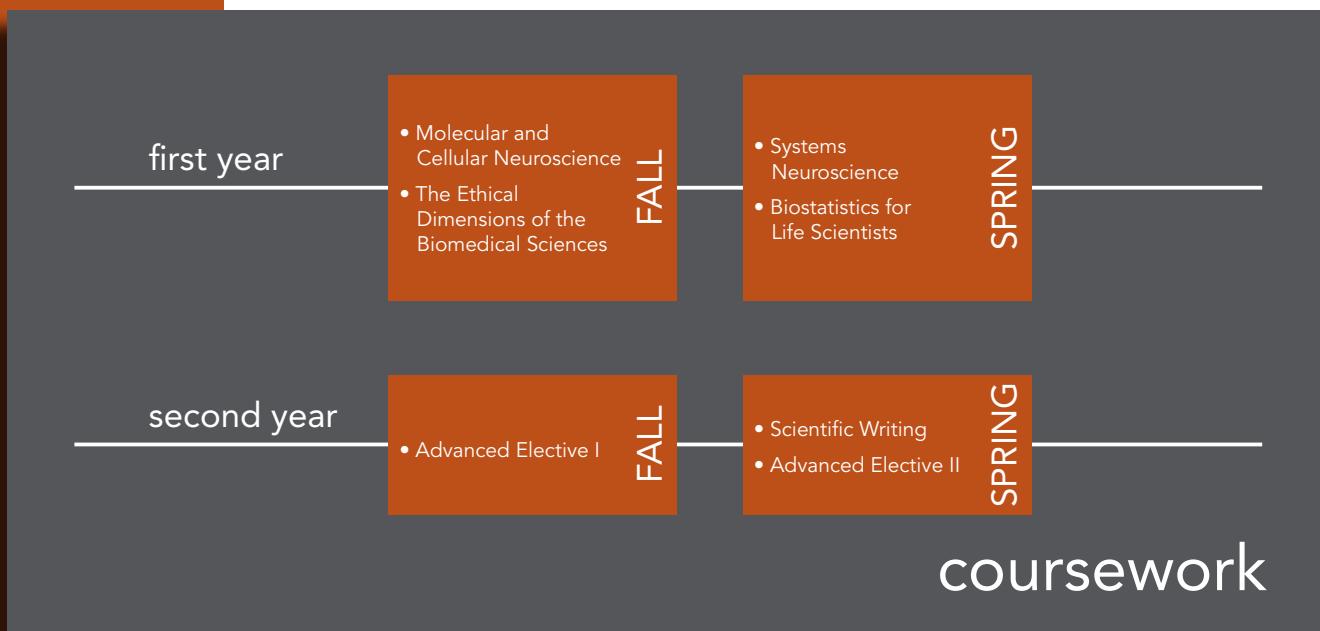 first year
• Molecular and
Cellular Neuroscience
• The Ethical
Dimensions of the
Biomedical Sciences
FALL
• Systems
Neuroscience
• Biostatistics for
Life Scientists
SPRING
second year
• Advanced Elective I
FALL
• Scientific Writing
• Advanced Elective II
SPRING
coursework